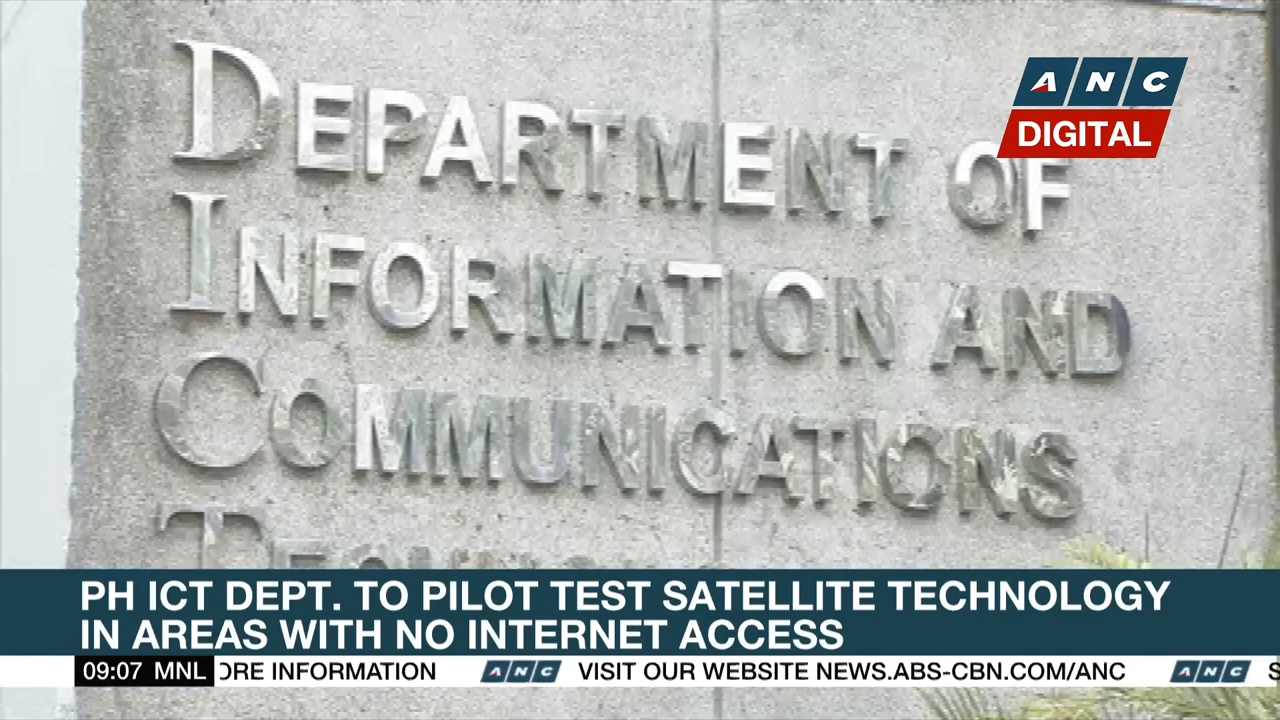 ANC
DIGITAL
DEPARTMENT OF
INFORMATION AND
COMMUNICATIONS
PH ICT DEPT. TO PILOT TEST SATELLITE TECHNOLOGY
IN AREAS WITH NO INTERNET ACCESS
09:07 MNL ORE INFORMATION ANC VISIT OUR WEBSITE NEWS.ABS-CBN.COM/ANC ANC